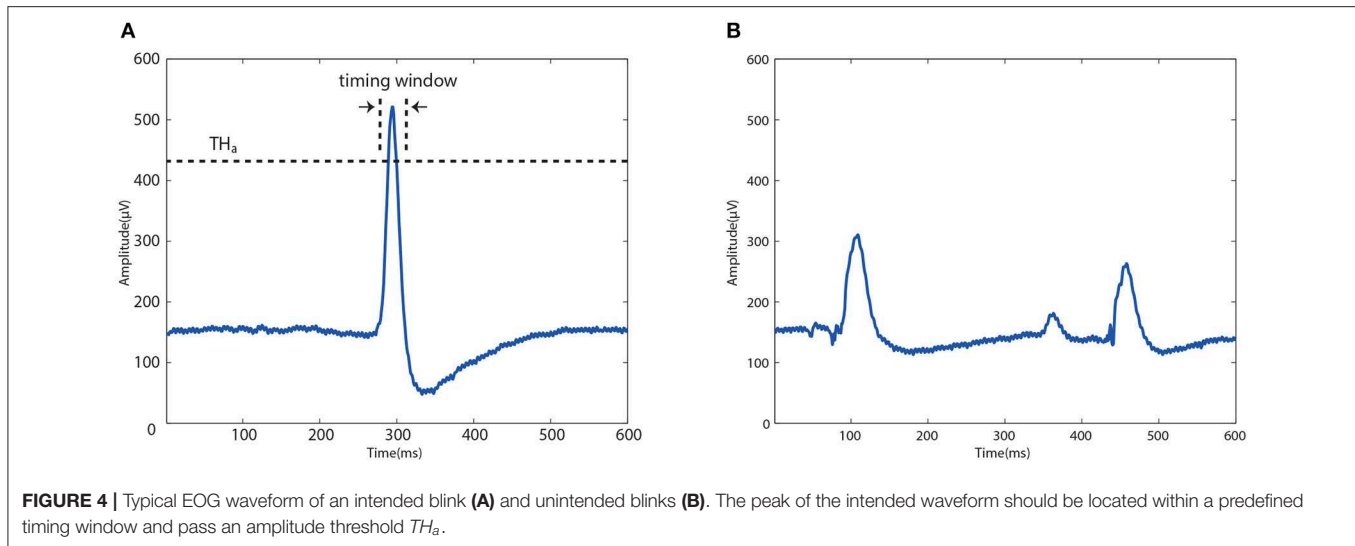 A
600
500
400
300
200
100
0
Amplitude(μV)
timing window
TH a
100 200 300 400 500 600
Time(ms)
B
600
500
400
300
200
100
0
Amplitude(μV)
100 200 300 400 500 600
Time(ms)
FIGURE 4 | Typical EOG waveform of an intended blink (A) and unintended blinks (B). The peak of the intended waveform should be located within a predefined
timing window and pass an amplitude threshold THa.